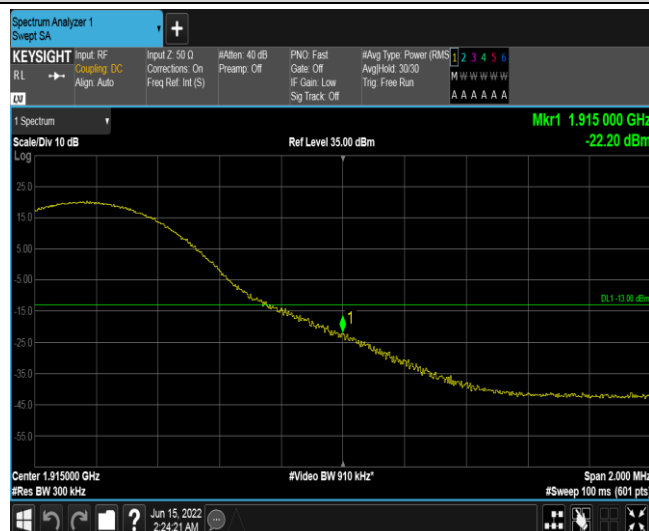 Spectrum Analyzer 1
Swept SA
+
KEYSIGHT
RL
Input: RF
Coupling: DC
Align: Auto
Input Z: 50 Ω
Corrections: On
Freq Ref: Int (S)
#Atten: 40 dB
Preamp: Off
PNO: Fast
Gate: Off
IF Gain: Low
Sig Track: Off
#Avg Type: Power (RMS
Avg|Hold: 30/30
Trig: Free Run
1 2 3 4 5 6
M W W W W W
A A A A A A
LXI
1 Spectrum
Scale/Div 10 dB
Ref Level 35.00 dBm
Mkr1 1.915 000 GHz
-22.20 dBm
Log
25.0
15.0
5.00
-5.00
-15.0
-25.0
-35.0
-45.0
-55.0
DL1 -13.00 dBm
1
Center 1.915000 GHz
#Res BW 300 kHz
#Video BW 910 kHz*
Span 2.000 MHz
#Sweep 100 ms (601 pts)
?
Jun 15, 2022
2:24:21 AM